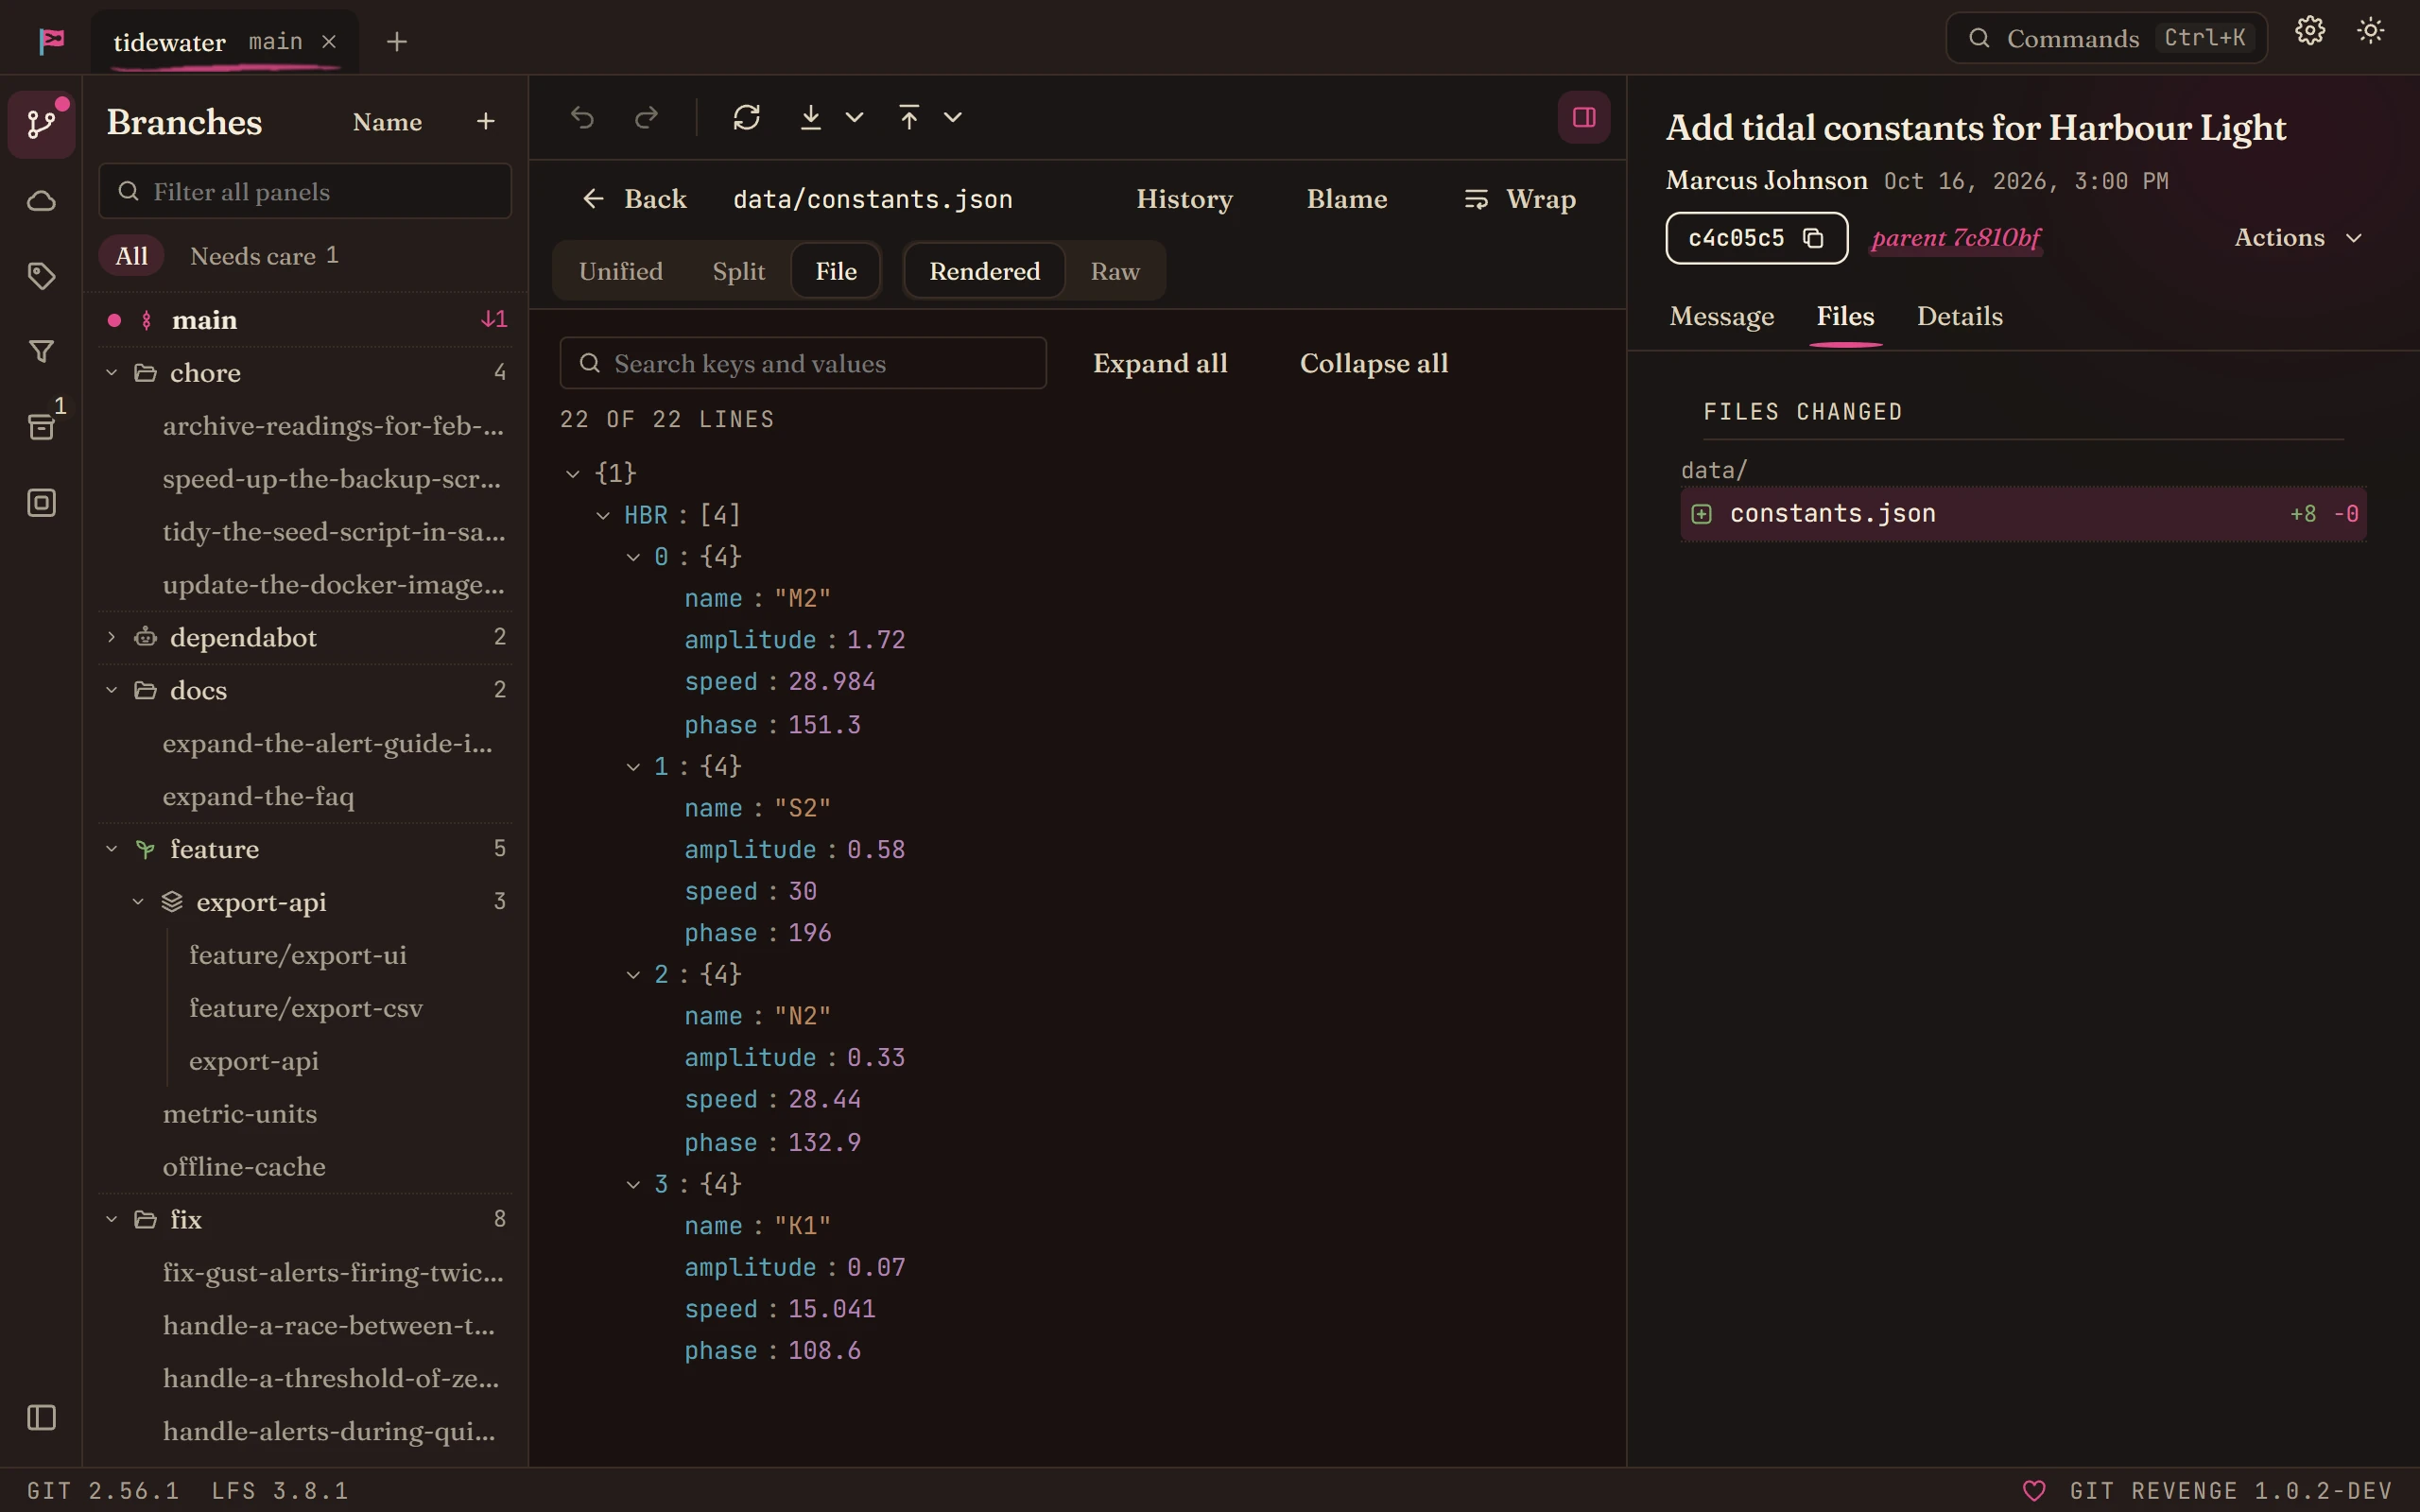 tidewater main
Commands Ctrl+K
Branches Name
Filter all panels
All Needs care 1
main ↓1
chore 4
archive-readings-for-feb-...
speed-up-the-backup-scr...
tidy-the-seed-script-in-sa...
update-the-docker-image...
dependabot 2
docs 2
expand-the-alert-guide-i...
expand-the-faq
feature 5
export-api 3
feature/export-ui
feature/export-csv
export-api
metric-units
offline-cache
fix 8
fix-gust-alerts-firing-twic...
handle-a-race-between-t...
handle-a-threshold-of-ze...
handle-alerts-during-qui...
1
Back data/constants.json History Blame Wrap
Unified Split File Rendered Raw
Search keys and values Expand all Collapse all
22 OF 22 LINES
{1}
HBR : [4]
0 : {4}
name : "M2"
amplitude : 1.72
speed : 28.984
phase : 151.3
1 : {4}
name : "S2"
amplitude : 0.58
speed : 30
phase : 196
2 : {4}
name : "N2"
amplitude : 0.33
speed : 28.44
phase : 132.9
3 : {4}
name : "K1"
amplitude : 0.07
speed : 15.041
phase : 108.6
Add tidal constants for Harbour Light
Marcus Johnson Oct 16, 2026, 3:00 PM
c4c05c5 parent 7c810bf Actions
Message Files Details
FILES CHANGED
data/
constants.json +8 -0
GIT 2.56.1 LFS 3.8.1
GIT REVENGE 1.0.2-DEV